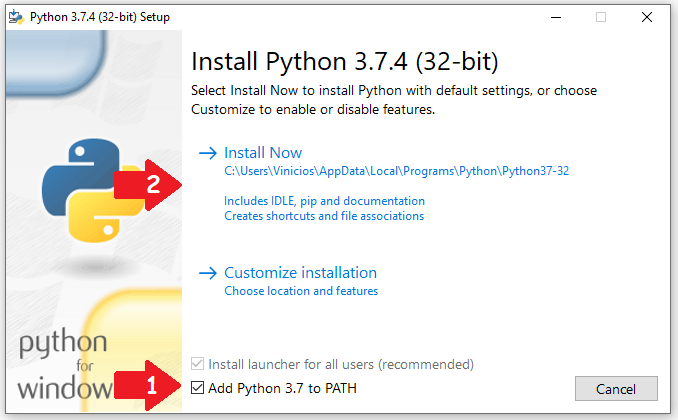 Python 3.7.4 (32-bit) Setup
Install Python 3.7.4 (32-bit)
Select Install Now to install Python with default settings, or choose
Customize to enable or disable features.
Install Now
C:\Users\Vinicios\AppData\Local\Programs\Python\Python37-32
2
Includes IDLE, pip and documentation
Creates shortcuts and file associations
Customize installation
Choose location and features
python
for
window
Install launcher for all users (recommended)
1
Add Python 3.7 to PATH
Cancel